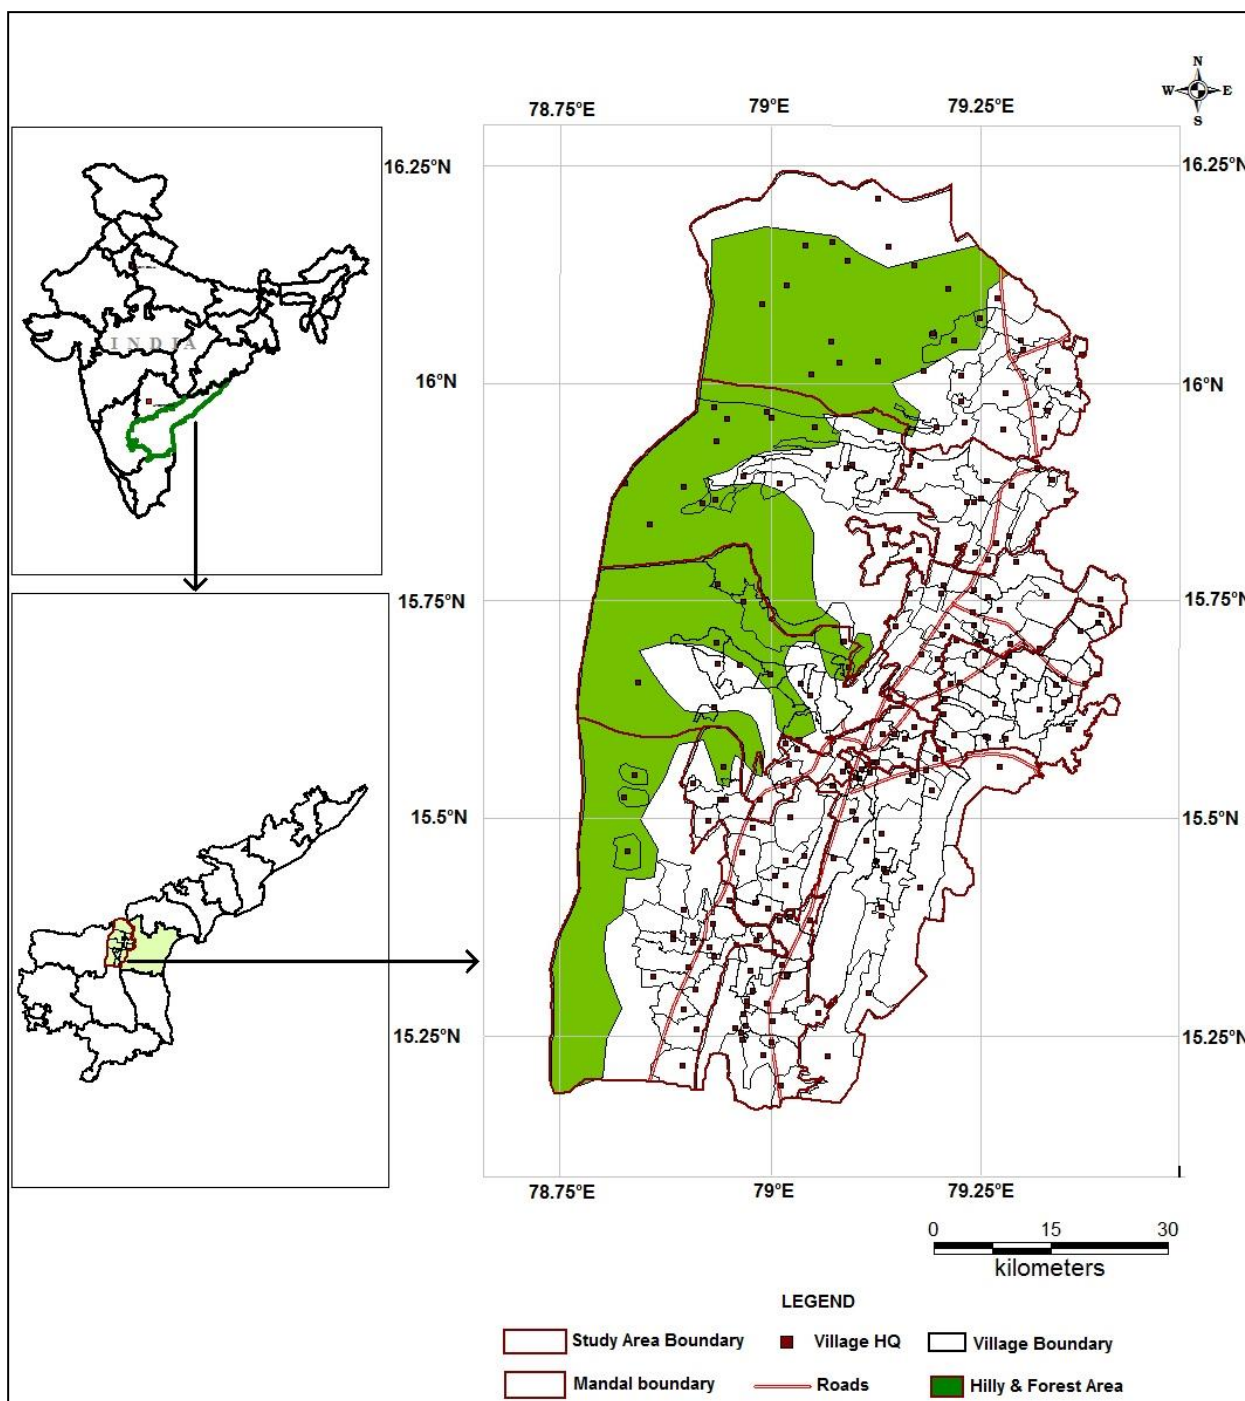 N
W E
S
78.75°E 79°E 79.25°E
16.25°N 16.25°N
INDIA
16°N 16°N
15.75°N 15.75°N
15.5°N 15.5°N
15.25°N 15.25°N
78.75°E 79°E 79.25°E
0 15 30
kilometers
LEGEND
Study Area Boundary Village HQ Village Boundary
Mandal boundary Roads Hilly & Forest Area